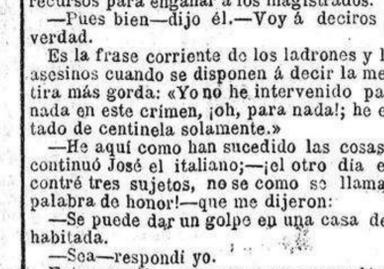 recursos para engañar a los magistrados.
—Pues bien—dijo él.—Voy á deciros
verdad.
Es la frase corriente de los ladrones y l
asesinos cuando se disponen á decir la me
tira más gorda: «Yo no he intervenido pa
nada en este crímen, ¡oh, para nada!; he e
tado de centinela solamente.»
—He aquí como han sucedido las cosas
continuó José el italiano;—¡el otro día e
contré tres sujetos, no se como se llama
palabra de honor!—que me dijeron:
—Se puede dar un golpe en una casa de
habitada.
—Sea—respondí yo.